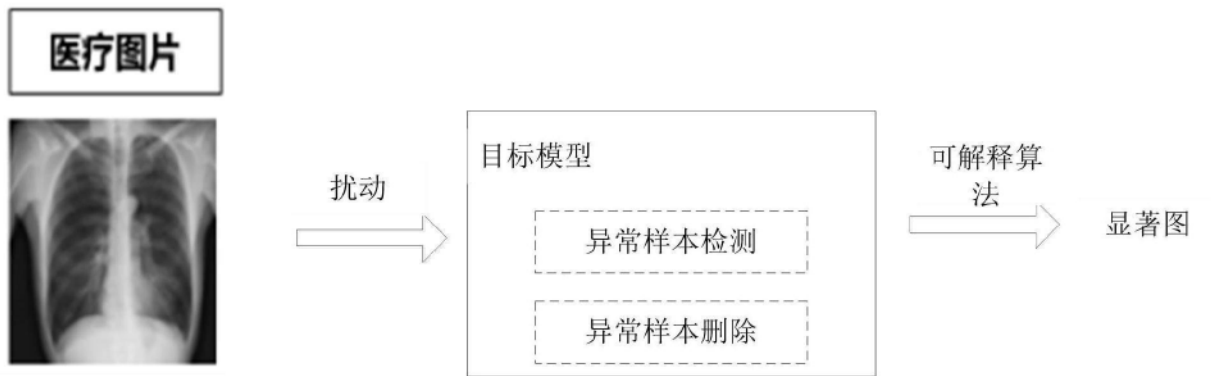 医疗图片
扰动
目标模型
异常样本检测
异常样本删除
可解释算
法
显著图